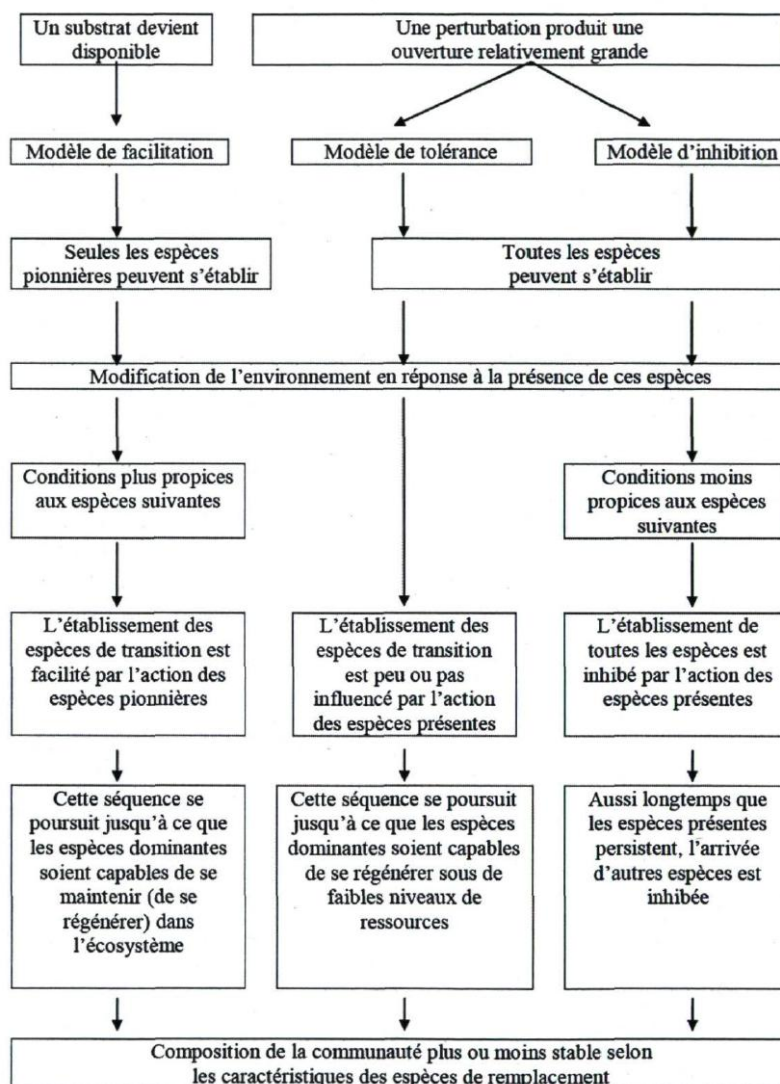 Un substrat devient
disponible
Une perturbation produit une
ouverture relativement grande
Modèle de facilitation
Modèle de tolérance
Modèle d'inhibition
Seules les espèces
pionnières peuvent s'établir
Toutes les espèces
peuvent s'établir
Modification de l'environnement en réponse à la présence de ces espèces
Conditions plus propices
aux espèces suivantes
Conditions moins
propices aux espèces
suivantes
L'établissement des
espèces de transition est
facilité par l'action des
espèces pionnières
L'établissement des
espèces de transition
est peu ou pas
influencé par l'action
des espèces présentes
L'établissement de
toutes les espèces est
inhibé par l'action des
espèces présentes
Cette séquence se
poursuit jusqu'à ce que
les espèces dominantes
soient capables de se
maintenir (de se
régénérer) dans
l'écosystème
Cette séquence se poursuit
jusqu'à ce que les espèces
dominantes soient capables
de se régénérer sous de
faibles niveaux de
ressources
Aussi longtemps que
les espèces présentes
persistent, l'arrivée
d'autres espèces est
inhibée
Composition de la communauté plus ou moins stable selon
les caractéristiques des espèces de remplacement